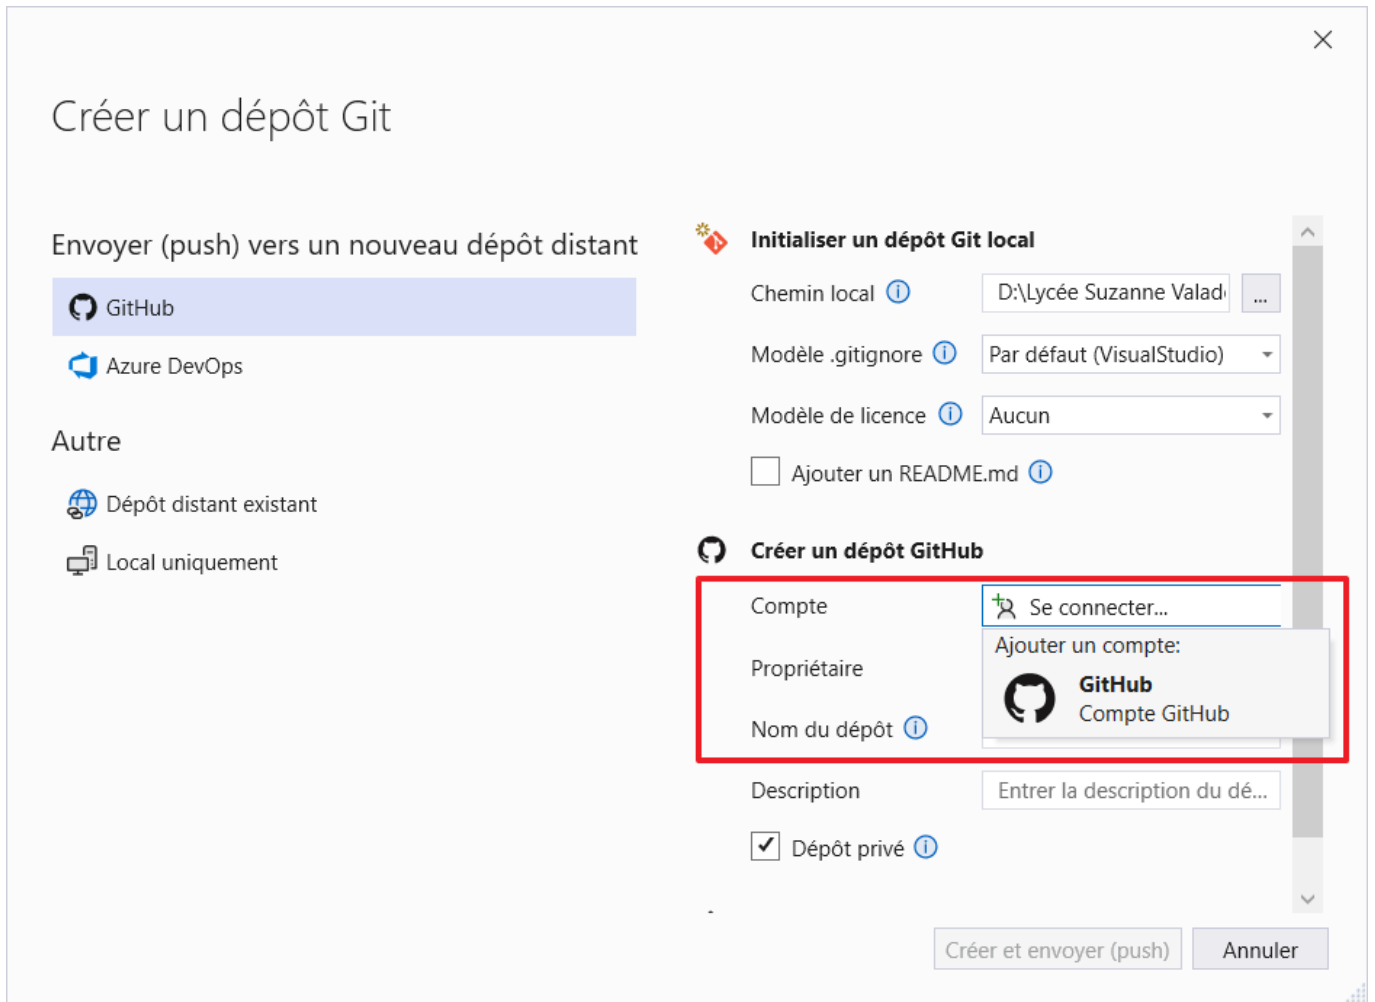 Créer un dépôt Git
Envoyer (push) vers un nouveau dépôt distant
GitHub
Azure DevOps
Autre
Dépôt distant existant
Local uniquement
Initialiser un dépôt Git local
Chemin local D:\Lycée Suzanne Valad ...
Modèle .gitignore Par défaut (VisualStudio)
Modèle de licence Aucun
Ajouter un README.md
Créer un dépôt GitHub
Compte Se connecter...
Ajouter un compte:
Propriétaire
GitHub
Compte GitHub
Nom du dépôt
Description Entrer la description du dé...
Dépôt privé
Créer et envoyer (push) Annuler